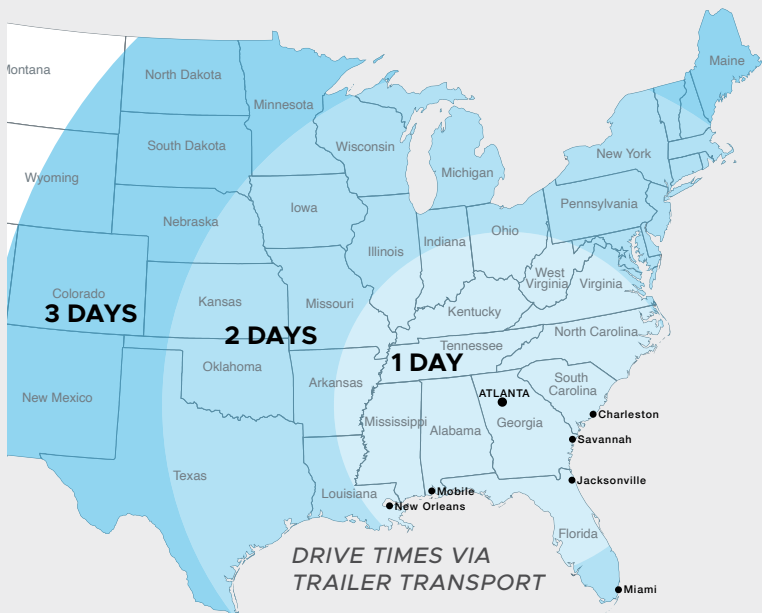 Montana
North Dakota
Minnesota
Maine
South Dakota
Wisconsin
New York
Michigan
Wyoming
Pennsylvania
Nebraska
Iowa
Ohio
Illinois
Indiana
West
Virginia
Virginia
Colorado
3 DAYS
Kansas
Missouri
Kentucky
2 DAYS
North Carolina
Tennessee
1 DAY
Oklahoma
Arkansas
South
Carolina
New Mexico
ATLANTA
Charleston
Mississippi
Alabama
Georgia
Savannah
Texas
Louisiana
Mobile
Jacksonville
New Orleans
Florida
DRIVE TIMES VIA
TRAILER TRANSPORT
Miami